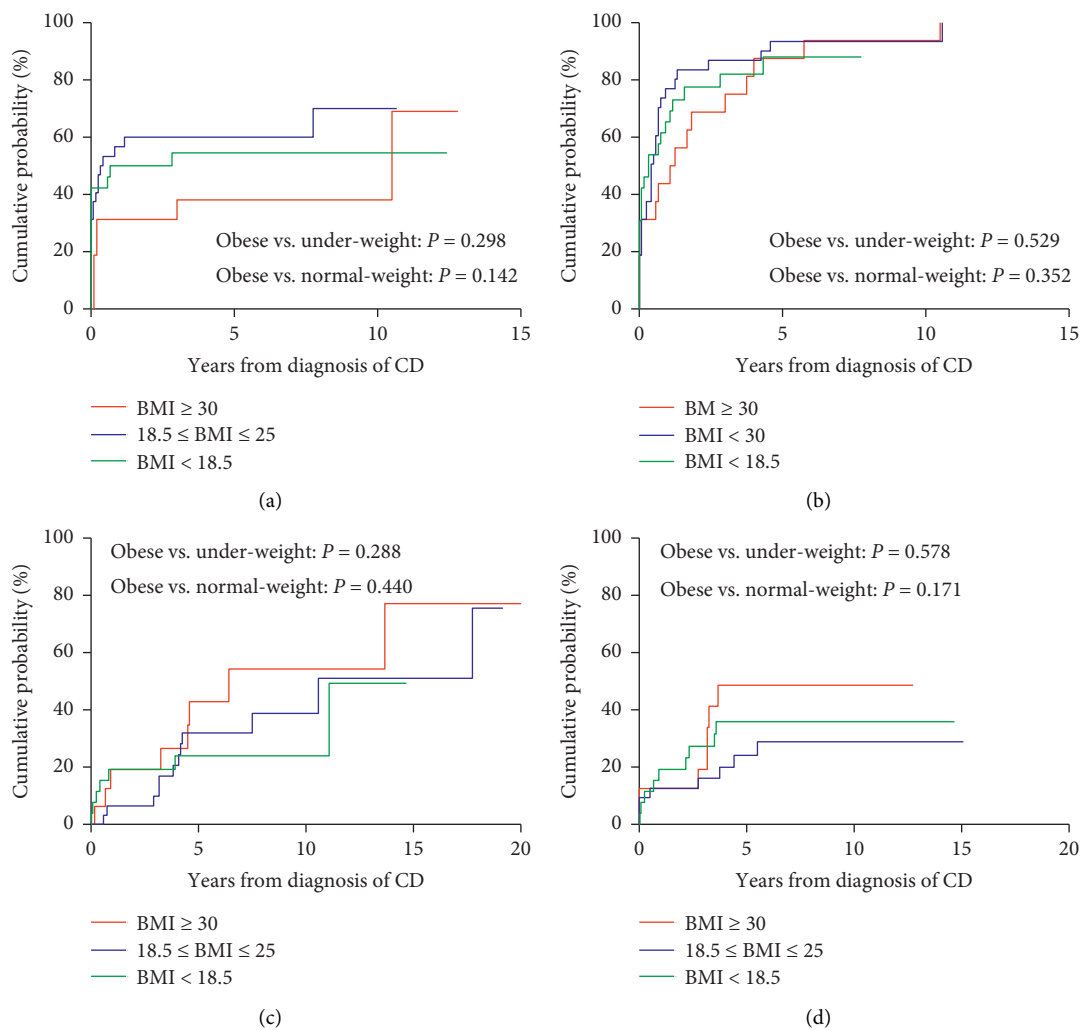 100
80
60
40
20
0
Cumulative probability (%)
Obese vs. under-weight: P = 0.298
Obese vs. normal-weight: P = 0.142
0 5 10 15
Years from diagnosis of CD
BMI ≥ 30
18.5 ≤ BMI ≤ 25
BMI < 18.5
(a)
100
80
60
40
20
0
Cumulative probability (%)
Obese vs. under-weight: P = 0.529
Obese vs. normal-weight: P = 0.352
0 5 10 15
Years from diagnosis of CD
BM ≥ 30
BMI < 30
BMI < 18.5
(b)
100
80
60
40
20
0
Cumulative probability (%)
Obese vs. under-weight: P = 0.288
Obese vs. normal-weight: P = 0.440
0 5 10 15 20
Years from diagnosis of CD
BMI ≥ 30
18.5 ≤ BMI ≤ 25
BMI < 18.5
(c)
100
80
60
40
20
0
Cumulative probability (%)
Obese vs. under-weight: P = 0.578
Obese vs. normal-weight: P = 0.171
0 5 10 15 20
Years from diagnosis of CD
BMI ≥ 30
18.5 ≤ BMI ≤ 25
BMI < 18.5
(d)